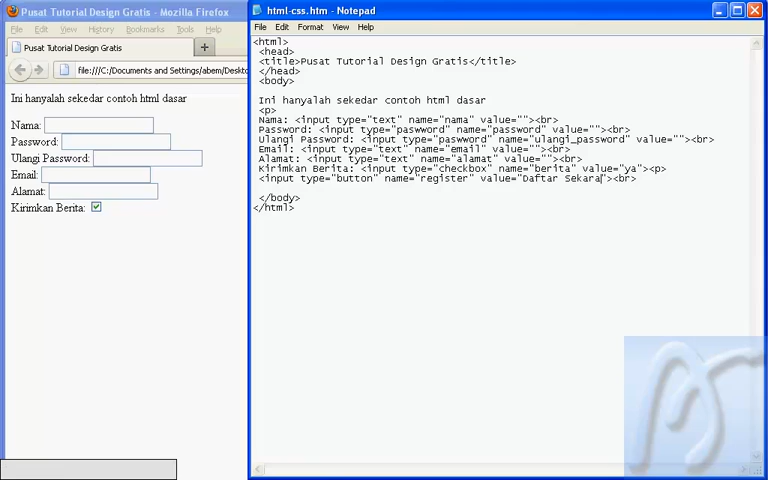 Pusat Tutorial Design Gratis - Mozilla Firefox
File Edit View History Bookmarks Tools Help
Pusat Tutorial Design Gratis
file:///C:/Documents and Settings/abem/Deskto
Ini hanyalah sekedar contoh html dasar
Nama:
Password:
Ulangi Password:
Email:
Alamat:
Kirimkan Berita:
html-css.htm - Notepad
File Edit Format View Help
<html>
<head>
<title>Pusat Tutorial Design Gratis</title>
</head>
<body>
Ini hanyalah sekedar contoh html dasar
<p>
Nama: <input type="text" name="nama" value=""><br>
Password: <input type="paswword" name="password" value=""><br>
Ulangi Password: <input type="paswword" name="ulangi_password" value=""><br>
Email: <input type="text" name="email" value=""><br>
Alamat: <input type="text" name="alamat" value=""><br>
Kirimkan Berita: <input type="checkbox" name="berita" value="ya"><p>
<input type="button" name="register" value="Daftar Sekara"><br>
</body>
</html>